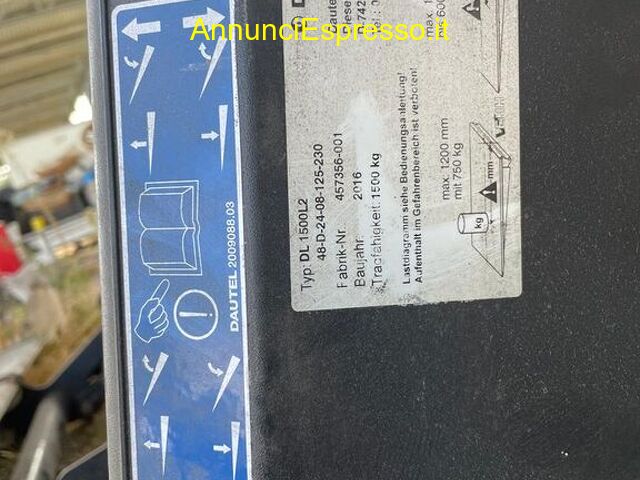 AnnunciEspresso.it
DAUTEL 2009088.03
Typ: DL 1500L2
48-D-24-08-125-230
Fabrik-Nr. 457356-001
Baujahr: 2016
Tragfähigkeit: 1500 kg
Lastdiagramm siehe Bedienungsanleitung!
Aufenthalt im Gefahrenbereich ist verboten!
max. 1200 mm
mit 750 kg
mm
kg